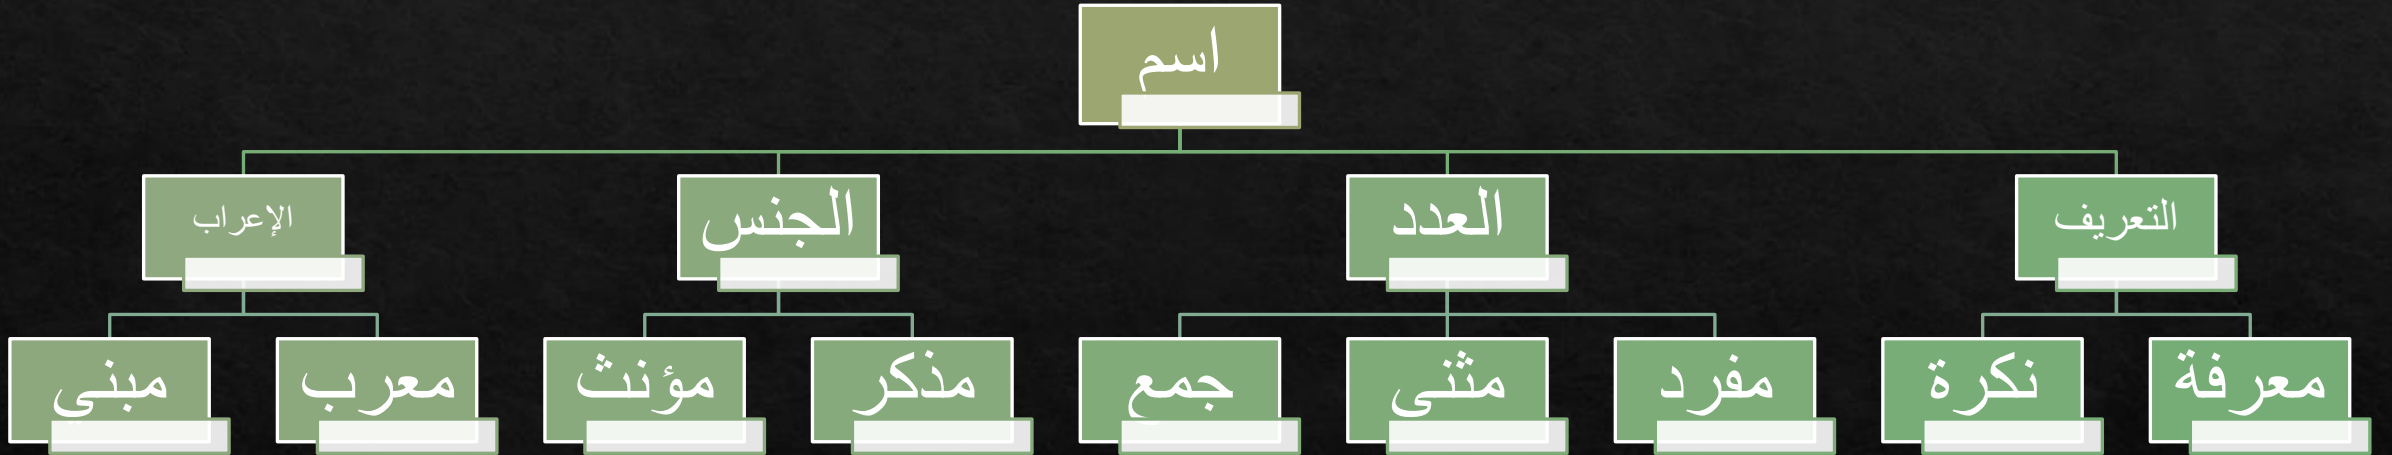 اسم
التعريف
العدد
الجنس
الإعراب
معرفة
نكرة
مفرد
مثنى
جمع
مذكر
مؤنث
معرب
مبني